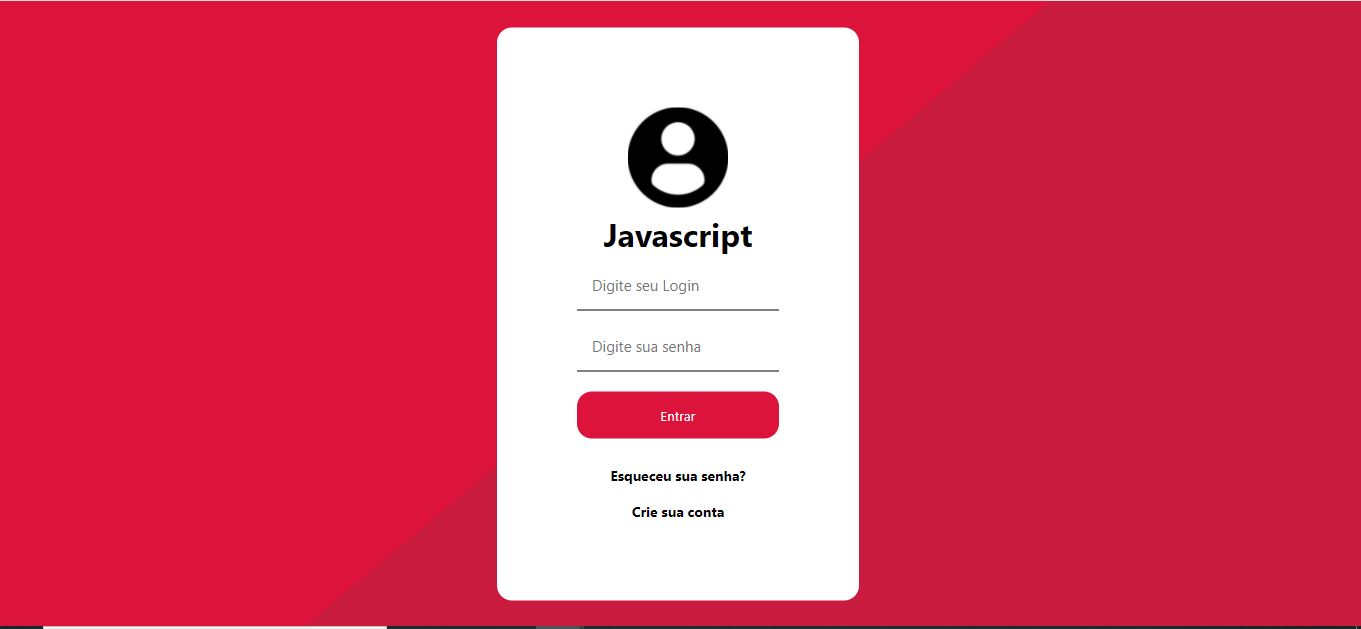 Javascript
Digite seu Login
Digite sua senha
Entrar
Esqueceu sua senha?
Crie sua conta